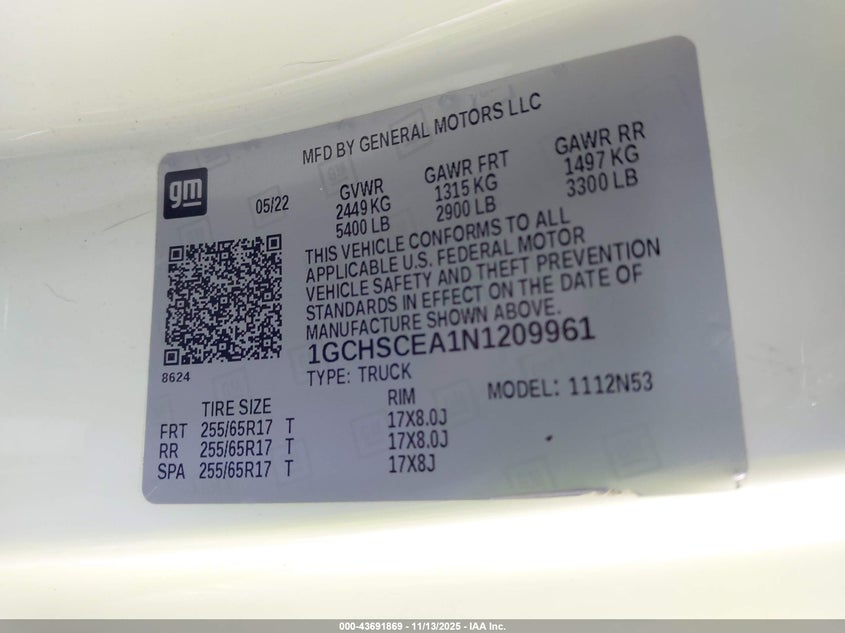 MFD BY GENERAL MOTORS LLC
gm
05/22
GVWR GAWR FRT GAWR RR
2449 KG 1315 KG 1497 KG
5400 LB 2900 LB 3300 LB
THIS VEHICLE CONFORMS TO ALL
APPLICABLE U.S. FEDERAL MOTOR
VEHICLE SAFETY AND THEFT PREVENTION
STANDARDS IN EFFECT ON THE DATE OF
MANUFACTURE SHOWN ABOVE.
1GCHSCEA1N1209961
8624
TYPE: TRUCK MODEL: 1112N53
TIRE SIZE RIM
FRT 255/65R17 T 17X8.0J
RR 255/65R17 T 17X8.0J
SPA 255/65R17 T 17X8J
000-43691869 - 11/13/2025 - IAA Inc.